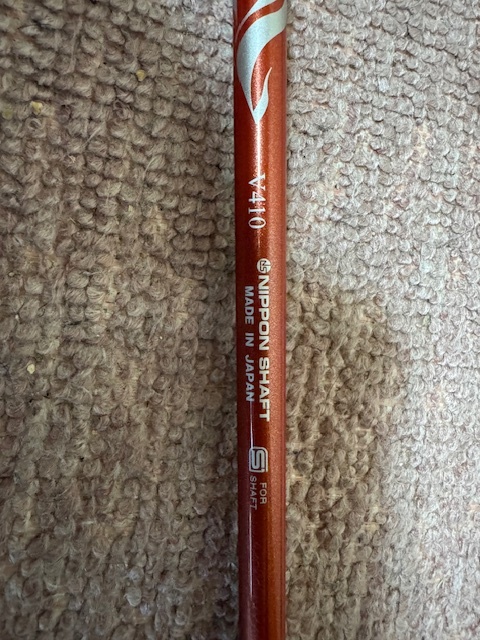 V410
NIPPON SHAFT
MADE IN JAPAN
S FOR
SHAFT